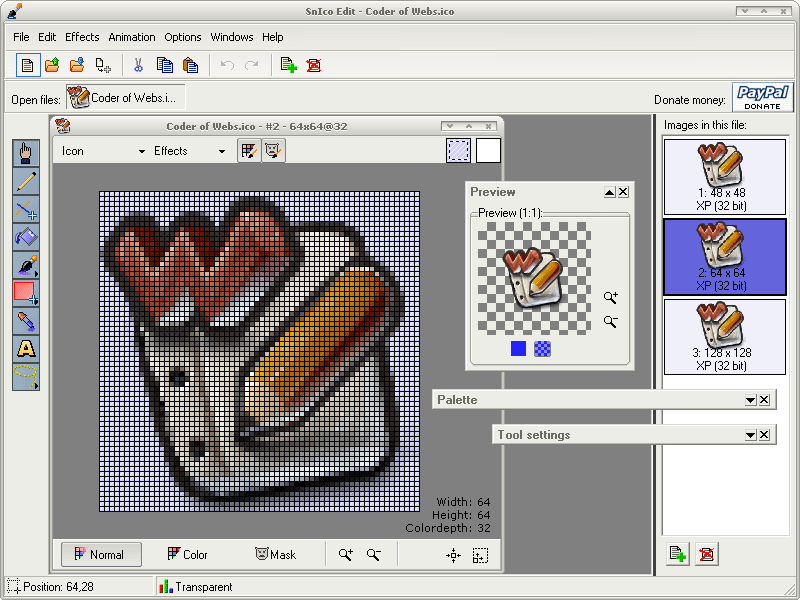 SnIco Edit - Coder of Webs.ico
File Edit Effects Animation Options Windows Help
Open files: Coder of Webs.i... Donate money: PayPal DONATE
Images in this file:
Coder of Webs.ico - #2 - 64x64@32
Icon Effects
Preview
Preview (1:1):
1: 48 x 48
XP (32 bit)
2: 64 x 64
XP (32 bit)
3: 128 x 128
XP (32 bit)
Palette
Tool settings
Width: 64
Height: 64
Colordepth: 32
Normal Color Mask
Position: 64,28 Transparent